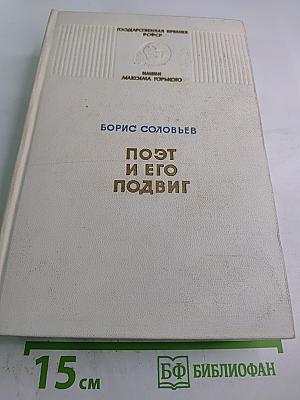 ГОСУДАРСТВЕННАЯ ПРЕМИЯ
РСФСР
ИМЕНИ
МАКСИМА ГОРЬКОГО
БОРИС СОЛОВЬЕВ
ПОЭТ
И ЕГО
ПОДВИГ
15 см
БФ БИБЛИОФАН